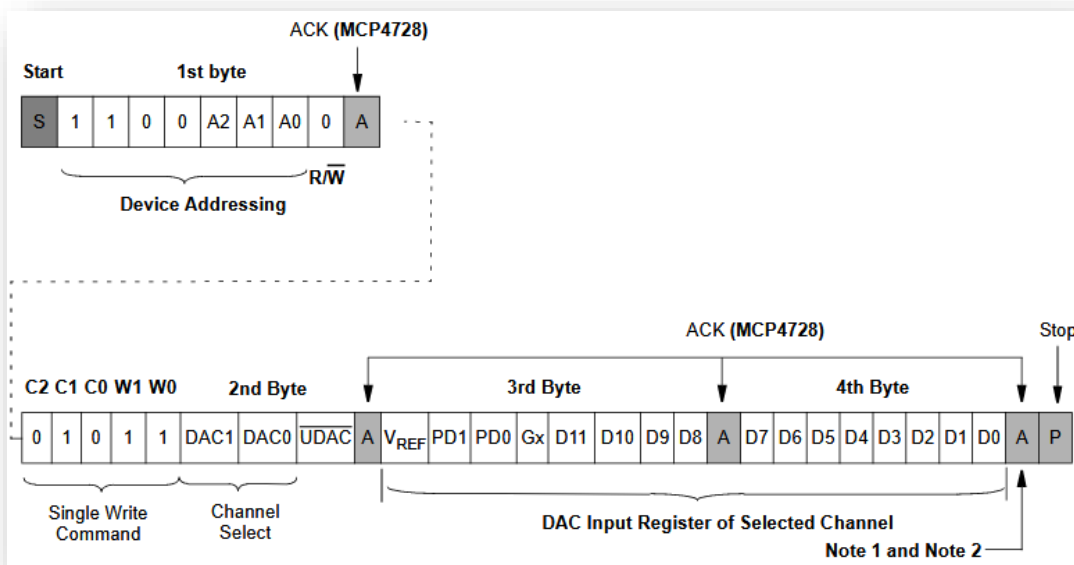 ACK (MCP4728)
Start 1st byte
S 1 1 0 0 A2 A1 A0 0 A
R/W̅
Device Addressing
ACK (MCP4728) Stop
C2 C1 C0 W1 W0 2nd Byte 3rd Byte 4th Byte
0 1 0 1 1 DAC1 DAC0 U̅D̅A̅C̅ A VREF PD1 PD0 Gx D11 D10 D9 D8 A D7 D6 D5 D4 D3 D2 D1 D0 A P
Single Write Command
Channel Select
DAC Input Register of Selected Channel
Note 1 and Note 2